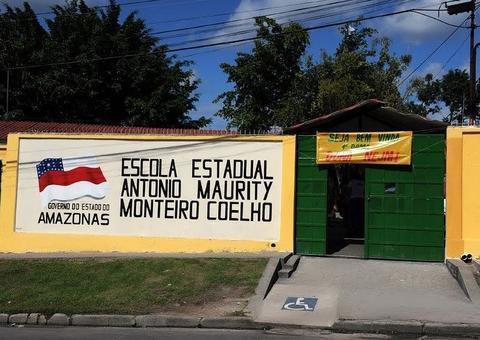 ESCOLA ESTADUAL
ANTONIO MAURITY
MONTEIRO COELHO
GOVERNO DO ESTADO DO
AMAZONAS
SEJA BEM VINDA